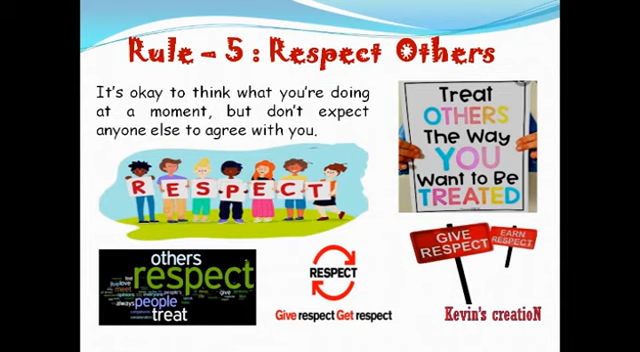 Rule – 5 : Respect Others
It's okay to think what you're doing
at a moment, but don't expect
anyone else to agree with you.
RESPECT
Treat
OTHERS
The Way
YOU
Want to Be
TREATED
others
respect
people
always
treat
GIVE
RESPECT
EARN
RESPECT
RESPECT
Give respect Get respect
Kevin's creatioN